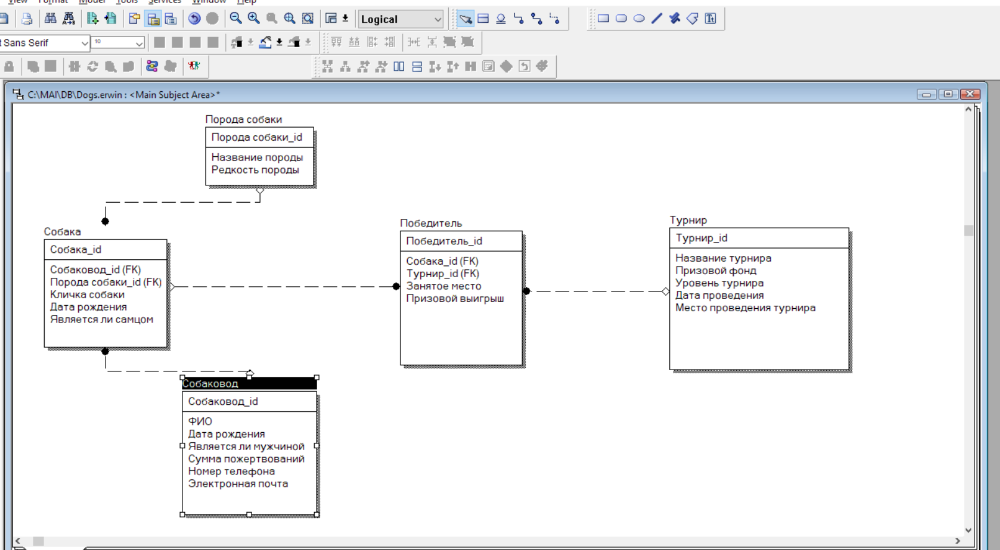 View Format Model Tools Services Window Help
Logical
t Sans Serif
10
C:\MAI\DB\Dogs.erwin : <Main Subject Area>*
Порода собаки
Порода собаки_id
Название породы
Редкость породы
Собака
Собака_id
Собаковод_id (FK)
Порода собаки_id (FK)
Кличка собаки
Дата рождения
Является ли самцом
Победитель
Победитель_id
Собака_id (FK)
Турнир_id (FK)
Занятое место
Призовой выигрыш
Турнир
Турнир_id
Название турнира
Призовой фонд
Уровень турнира
Дата проведения
Место проведения турнира
Собаковод
Собаковод_id
ФИО
Дата рождения
Является ли мужчиной
Сумма пожертвований
Номер телефона
Электронная почта